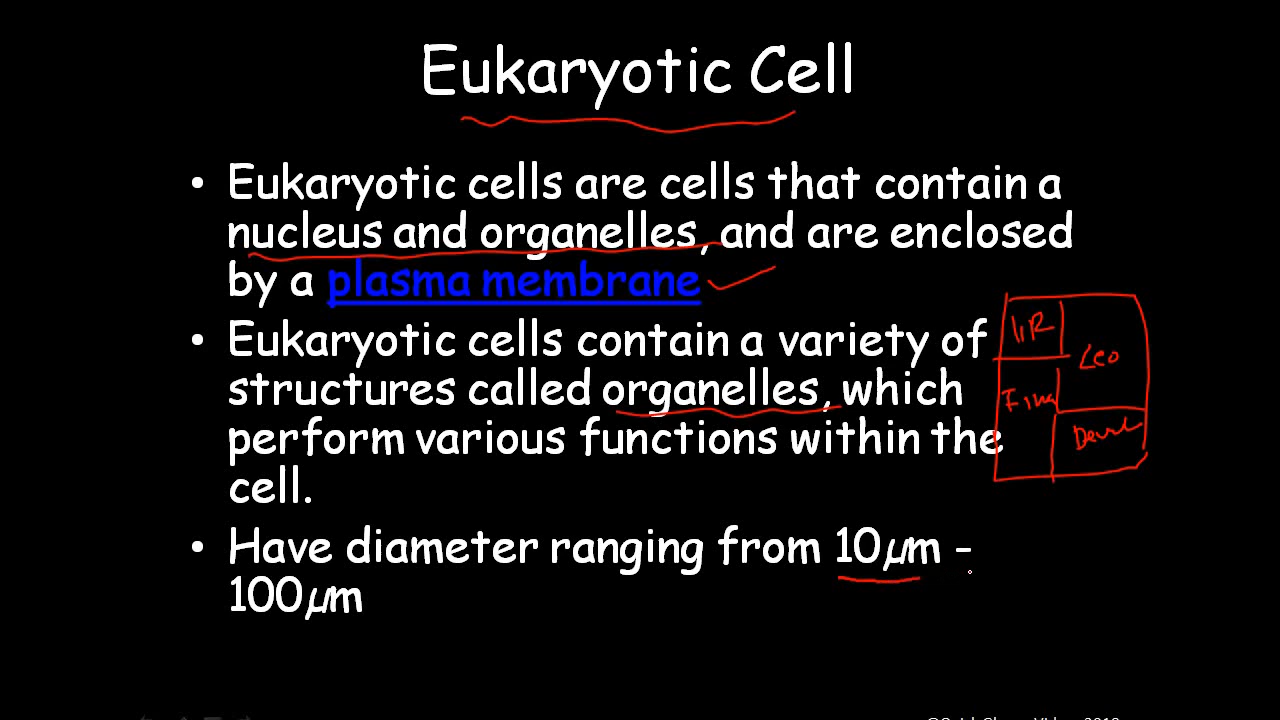 Eukaryotic Cell
• Eukaryotic cells are cells that contain a
nucleus and organelles, and are enclosed
by a plasma membrane
• Eukaryotic cells contain a variety of
structures called organelles, which
perform various functions within the
cell.
• Have diameter ranging from 10µm -
100µm
HR
Ceo